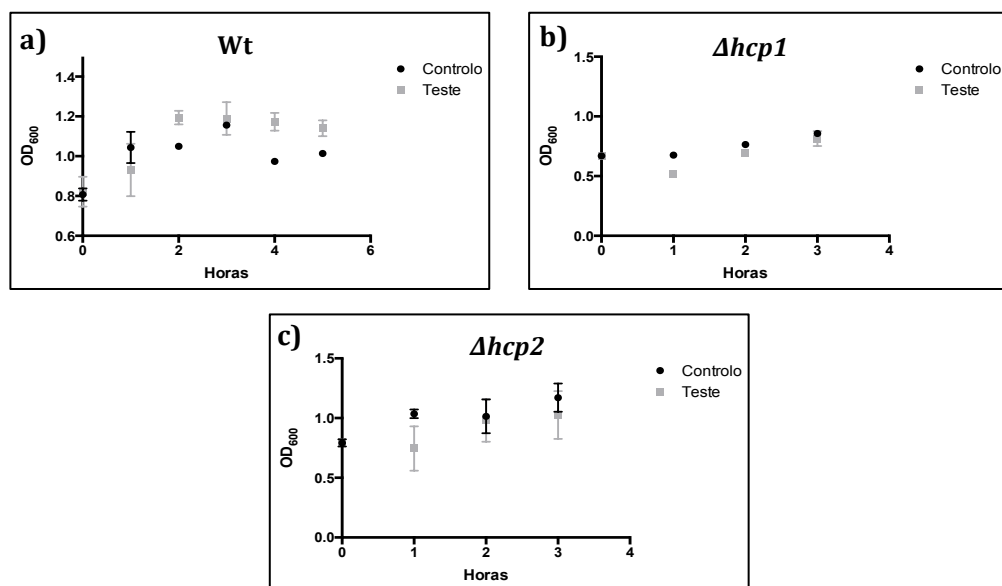 a)
Wt
Controlo
Teste
1.4
1.2
1.0
0.8
0.6
OD600
0 2 4 6
Horas
b)
Δhcp1
Controlo
Teste
1.5
1.0
0.5
0.0
OD600
0 1 2 3 4
Horas
c)
Δhcp2
Controlo
Teste
1.5
1.0
0.5
0.0
OD600
0 1 2 3 4
Horas